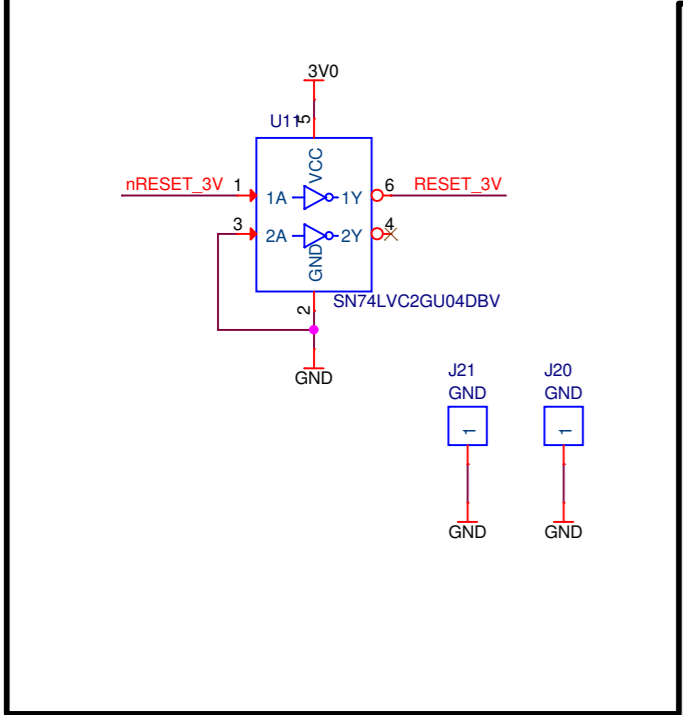 3V0
U11
5
VCC
nRESET_3V
1
1A
1Y
6
RESET_3V
3
2A
2Y
4
GND
2
SN74LVC2GU04DBV
GND
J21
J20
GND
GND
1
1
GND
GND